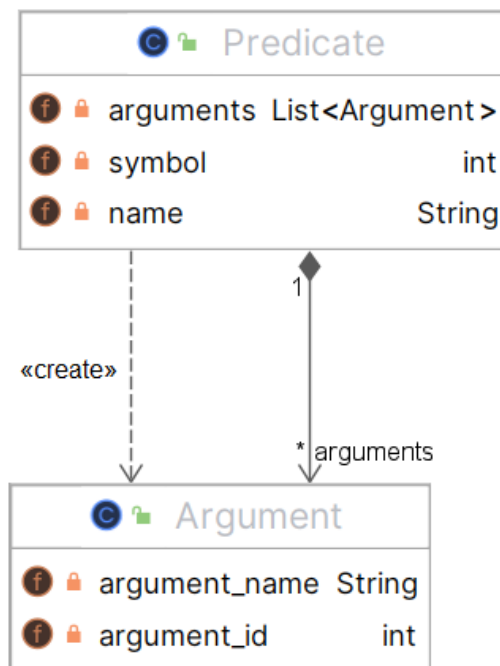 C Predicate
f arguments List<Argument>
f symbol int
f name String
1
«create»
* arguments
C Argument
f argument_name String
f argument_id int